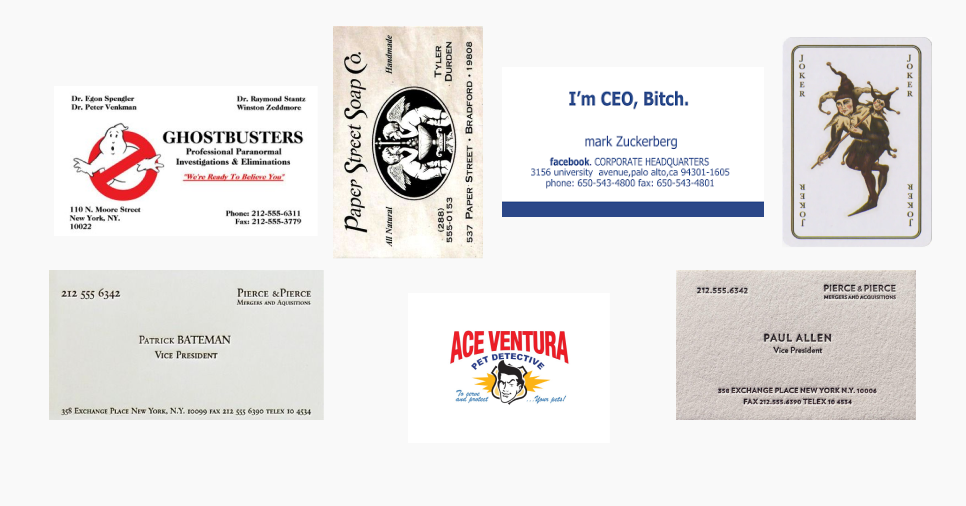 Dr. Egon Spengler
Dr. Peter Venkman
Dr. Raymond Stantz
Winston Zeddmore
GHOSTBUSTERS
Professional Paranormal
Investigations & Eliminations
"We're Ready To Believe You"
110 N. Moore Street
New York, NY.
10022
Phone: 212-555-6311
Fax: 212-555-3779
Paper Street Soap Co.
All Natural
Handmade
(288)
555-0153
TYLER
DURDEN
537 PAPER STREET • BRADFORD • 19808
I'm CEO, Bitch.
mark Zuckerberg
facebook. CORPORATE HEADQUARTERS
3156 university avenue,palo alto,ca 94301-1605
phone: 650-543-4800 fax: 650-543-4801
JOKER
JOKER
JOKER
JOKER
212 555 6342
PIERCE & PIERCE
MERGERS AND AQUISITIONS
PATRICK BATEMAN
VICE PRESIDENT
358 EXCHANGE PLACE NEW YORK, N.Y. 10099 FAX 212 555 6390 TELEX 10 4534
ACE VENTURA
PET DETECTIVE
To serve
and protect
...Your pets!
212.555.6342
PIERCE & PIERCE
MERGERS AND ACQUISITIONS
PAUL ALLEN
Vice President
358 EXCHANGE PLACE NEW YORK N.Y. 10006
FAX 212.555.6390 TELEX 10 4534